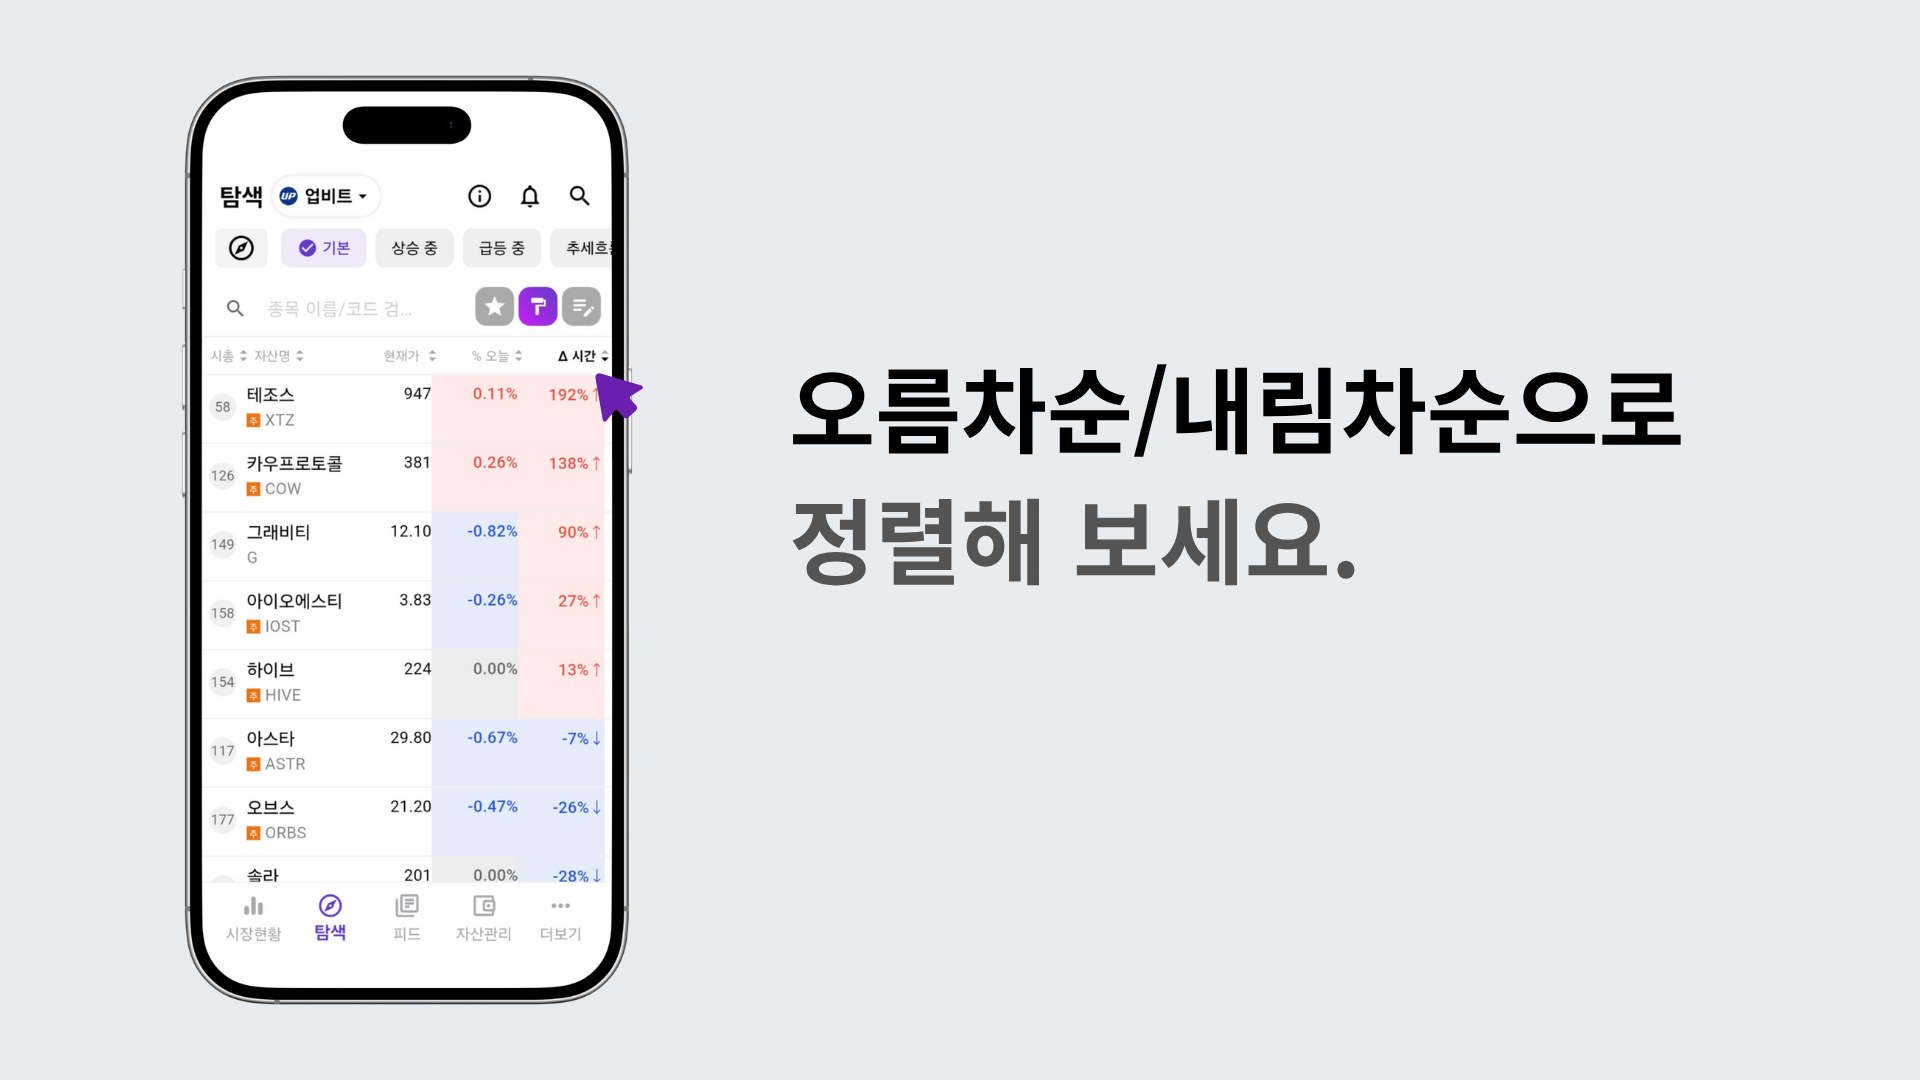 탐색 UP 업비트
기본 상승 중 급등 중 추세흐
종목 이름/코드 검...
시총 자산명 현재가 % 오늘 Δ 시간
58 테조스 947 0.11% 192% ↑
주 XTZ
126 카우프로토콜 381 0.26% 138% ↑
주 COW
149 그래비티 12.10 -0.82% 90% ↑
G
158 아이오에스티 3.83 -0.26% 27% ↑
주 IOST
154 하이브 224 0.00% 13% ↑
주 HIVE
117 아스타 29.80 -0.67% -7% ↓
주 ASTR
177 오브스 21.20 -0.47% -26% ↓
주 ORBS
솔라 201 0.00% -28% ↓
시장현황 탐색 피드 자산관리 더보기
오름차순/내림차순으로
정렬해 보세요.